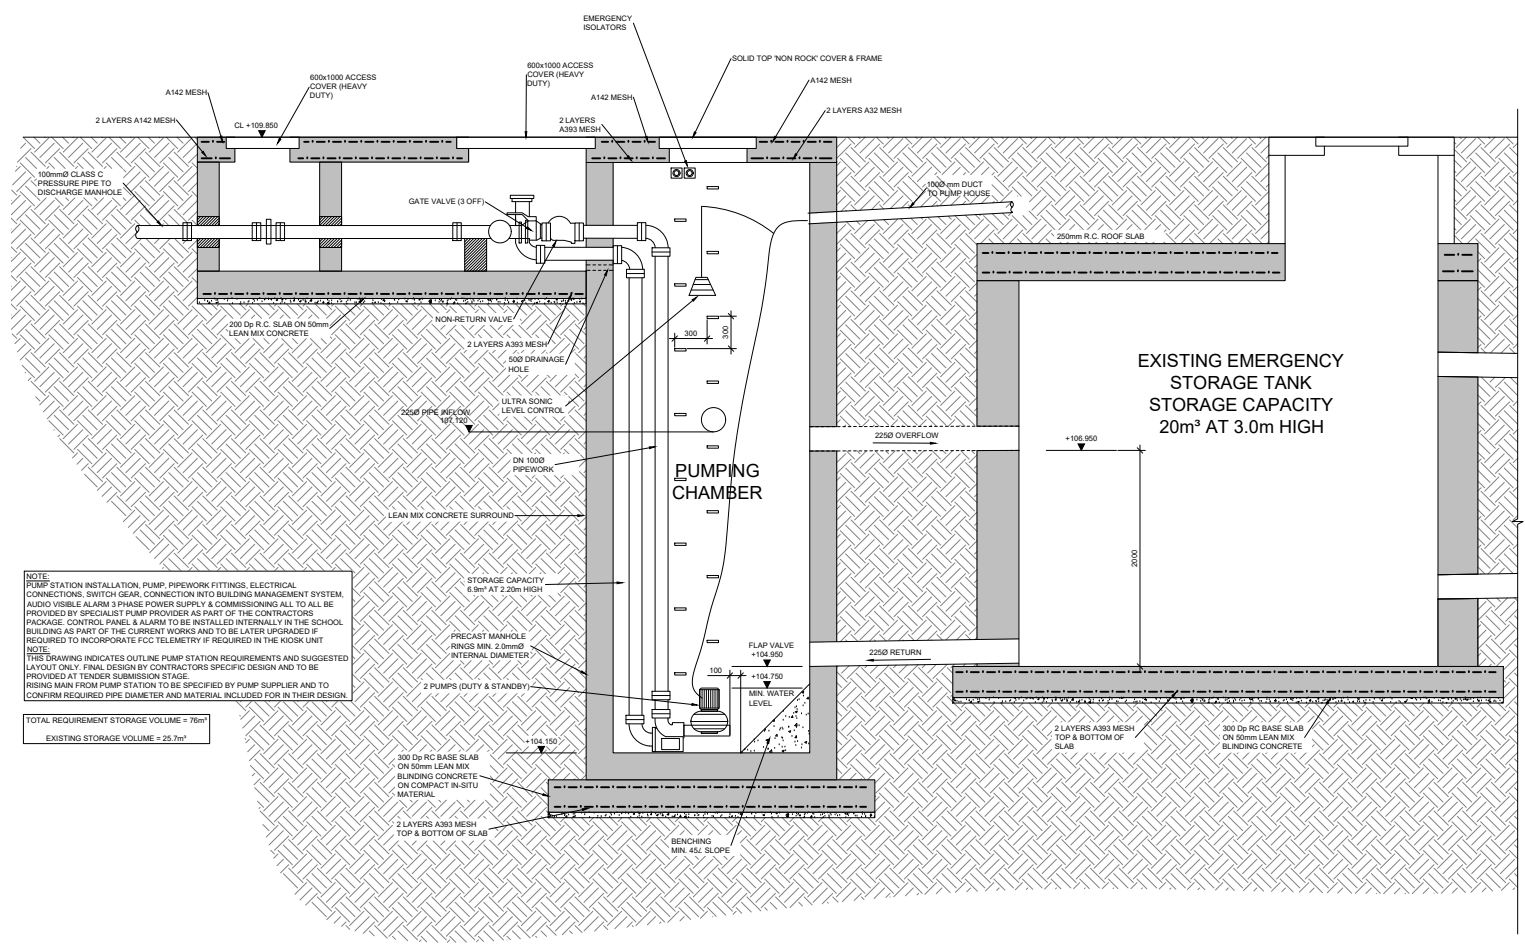 EMERGENCY
ISOLATORS
SOLID TOP 'NON ROCK' COVER & FRAME
600x1000 ACCESS
COVER (HEAVY
DUTY)
600x1000 ACCESS
COVER (HEAVY
DUTY)
A142 MESH
A142 MESH
A142 MESH
2 LAYERS A142 MESH
CL +109.850
2 LAYERS
A393 MESH
2 LAYERS A32 MESH
100mmØ CLASS C
PRESSURE PIPE TO
DISCHARGE MANHOLE
GATE VALVE (3 OFF)
100Ø mm DUCT
TO PUMP HOUSE
250mm R.C. ROOF SLAB
200 Dp R.C. SLAB ON 50mm
LEAN MIX CONCRETE
NON-RETURN VALVE
2 LAYERS A393 MESH
50Ø DRAINAGE
HOLE
300
300
ULTRA SONIC
LEVEL CONTROL
225Ø PIPE INFLOW
107.120
EXISTING EMERGENCY
STORAGE TANK
STORAGE CAPACITY
20m³ AT 3.0m HIGH
225Ø OVERFLOW
+106.950
DN 100Ø
PIPEWORK
PUMPING
CHAMBER
LEAN MIX CONCRETE SURROUND
2000
STORAGE CAPACITY
6.9m³ AT 2.20m HIGH
PRECAST MANHOLE
RINGS MIN. 2.0mmØ
INTERNAL DIAMETER
FLAP VALVE
+104.950
225Ø RETURN
100
+104.750
MIN. WATER
LEVEL
2 PUMPS (DUTY & STANDBY)
NOTE:
PUMP STATION INSTALLATION, PUMP, PIPEWORK FITTINGS, ELECTRICAL
CONNECTIONS, SWITCH GEAR, CONNECTION INTO BUILDING MANAGEMENT SYSTEM,
AUDIO VISIBLE ALARM 3 PHASE POWER SUPPLY & COMMISSIONING ALL TO ALL BE
PROVIDED BY SPECIALIST PUMP PROVIDER AS PART OF THE CONTRACTORS
PACKAGE. CONTROL PANEL & ALARM TO BE INSTALLED INTERNALLY IN THE SCHOOL
BUILDING AS PART OF THE CURRENT WORKS AND TO BE LATER UPGRADED IF
REQUIRED TO INCORPORATE FCC TELEMETRY IF REQUIRED IN THE KIOSK UNIT
NOTE:
THIS DRAWING INDICATES OUTLINE PUMP STATION REQUIREMENTS AND SUGGESTED
LAYOUT ONLY. FINAL DESIGN BY CONTRACTORS SPECIFIC DESIGN AND TO BE
PROVIDED AT TENDER SUBMISSION STAGE.
RISING MAIN FROM PUMP STATION TO BE SPECIFIED BY PUMP SUPPLIER AND TO
CONFIRM REQUIRED PIPE DIAMETER AND MATERIAL INCLUDED FOR IN THEIR DESIGN.
TOTAL REQUIREMENT STORAGE VOLUME = 76m³
EXISTING STORAGE VOLUME = 25.7m³
+104.150
300 Dp RC BASE SLAB
ON 50mm LEAN MIX
BLINDING CONCRETE
ON COMPACT IN-SITU
MATERIAL
2 LAYERS A393 MESH
TOP & BOTTOM OF SLAB
2 LAYERS A393 MESH
TOP & BOTTOM OF
SLAB
300 Dp RC BASE SLAB
ON 50mm LEAN MIX
BLINDING CONCRETE
BENCHING
MIN. 45∠ SLOPE